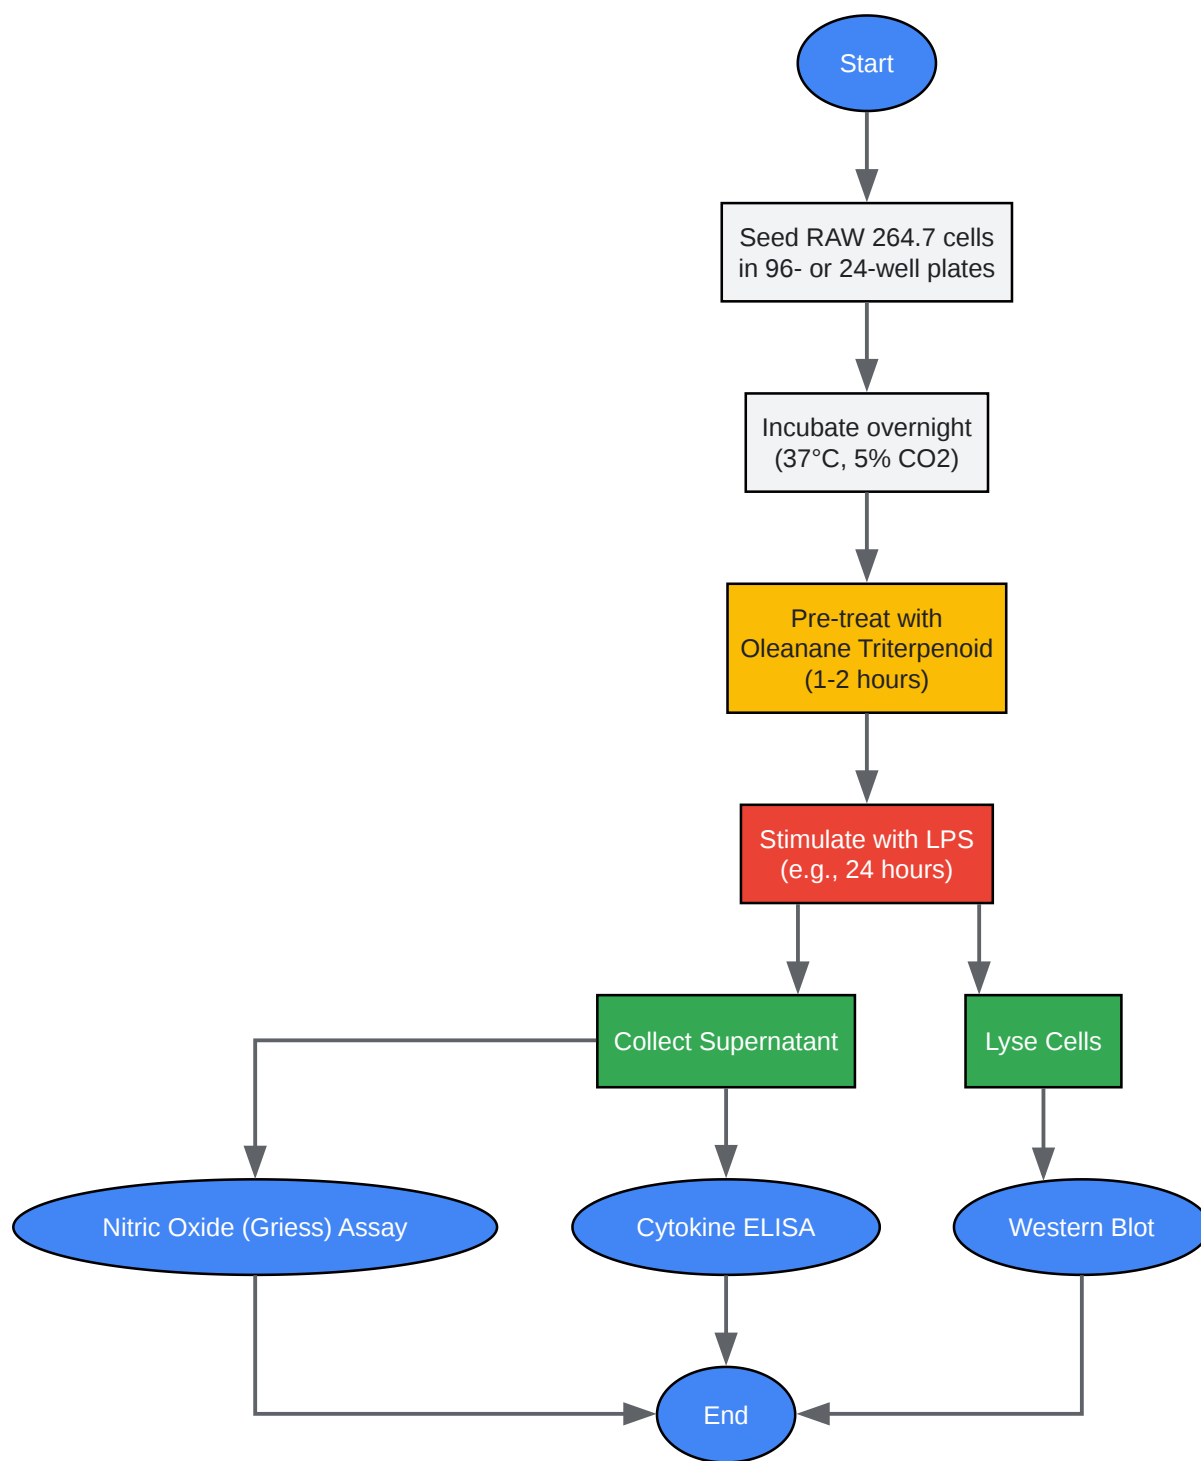 Start
Seed RAW 264.7 cells
in 96- or 24-well plates
Incubate overnight
(37°C, 5% CO2)
Pre-treat with
Oleanane Triterpenoid
(1-2 hours)
Stimulate with LPS
(e.g., 24 hours)
Collect Supernatant
Lyse Cells
Nitric Oxide (Griess) Assay
Cytokine ELISA
Western Blot
End